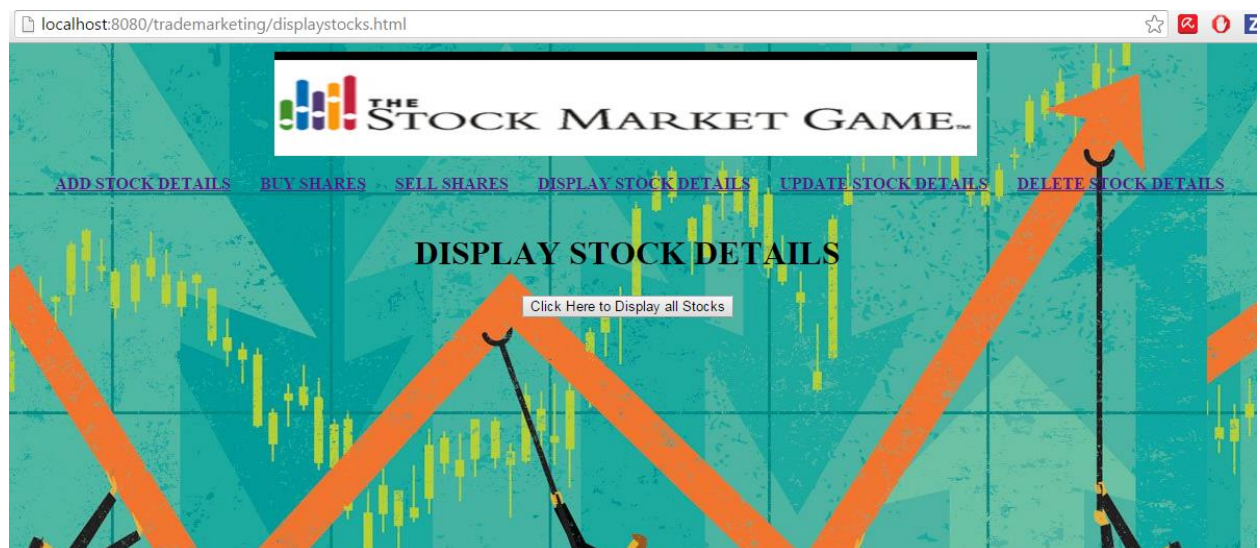 localhost:8080/trademarketing/displaystocks.html
THE
STOCK MARKET GAME™
ADD STOCK DETAILS BUY SHARES SELL SHARES DISPLAY STOCK DETAILS UPDATE STOCK DETAILS DELETE STOCK DETAILS
DISPLAY STOCK DETAILS
Click Here to Display all Stocks